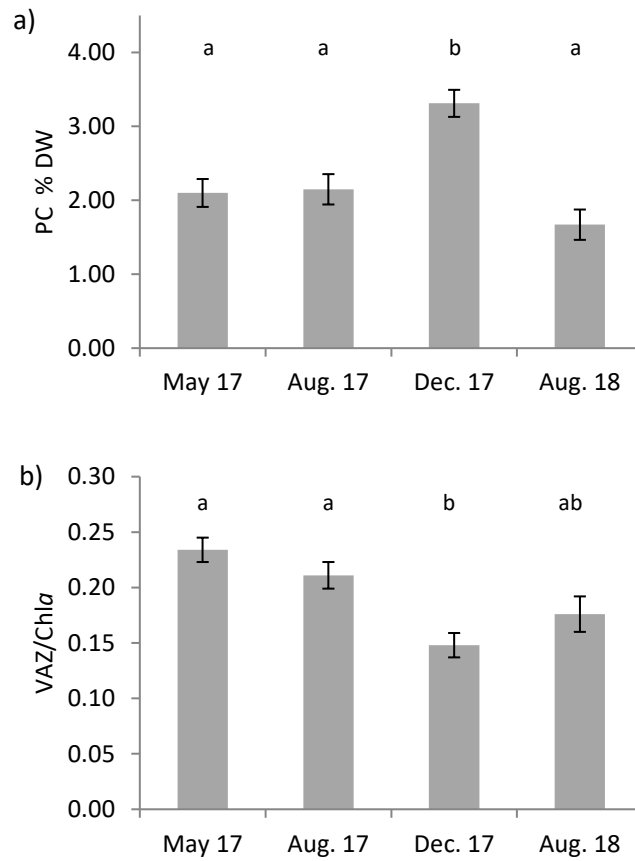 a)
PC % DW
4.00
3.00
2.00
1.00
0.00
a
a
b
a
May 17
Aug. 17
Dec. 17
Aug. 18
b)
VAZ/Chla
0.30
0.25
0.20
0.15
0.10
0.05
0.00
a
a
b
ab
May 17
Aug. 17
Dec. 17
Aug. 18